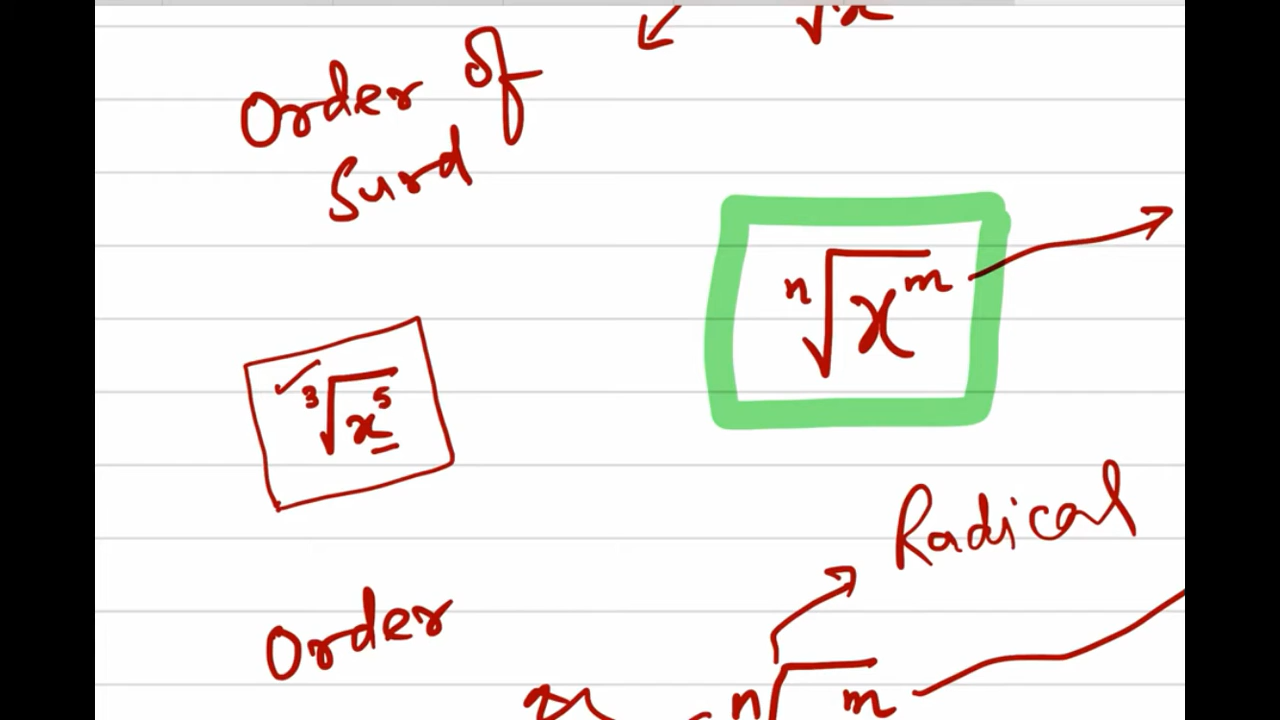 √x
Order of
Surd
ⁿ√xᵐ
³√x⁵
Radical
Order
x n√ m